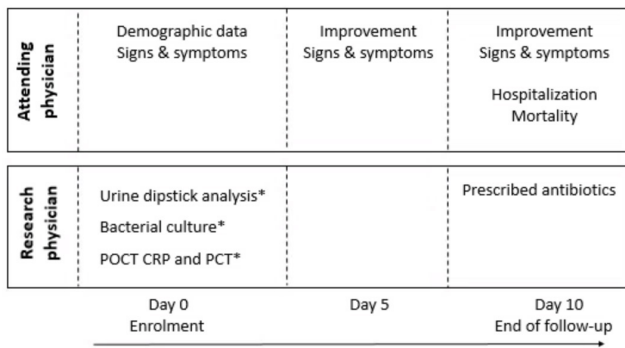 Attending
physician
Demographic data
Signs & symptoms
Improvement
Signs & symptoms
Improvement
Signs & symptoms
Hospitalization
Mortality
Research
physician
Urine dipstick analysis*
Bacterial culture*
POCT CRP and PCT*
Prescribed antibiotics
Day 0
Enrolment
Day 5
Day 10
End of follow-up